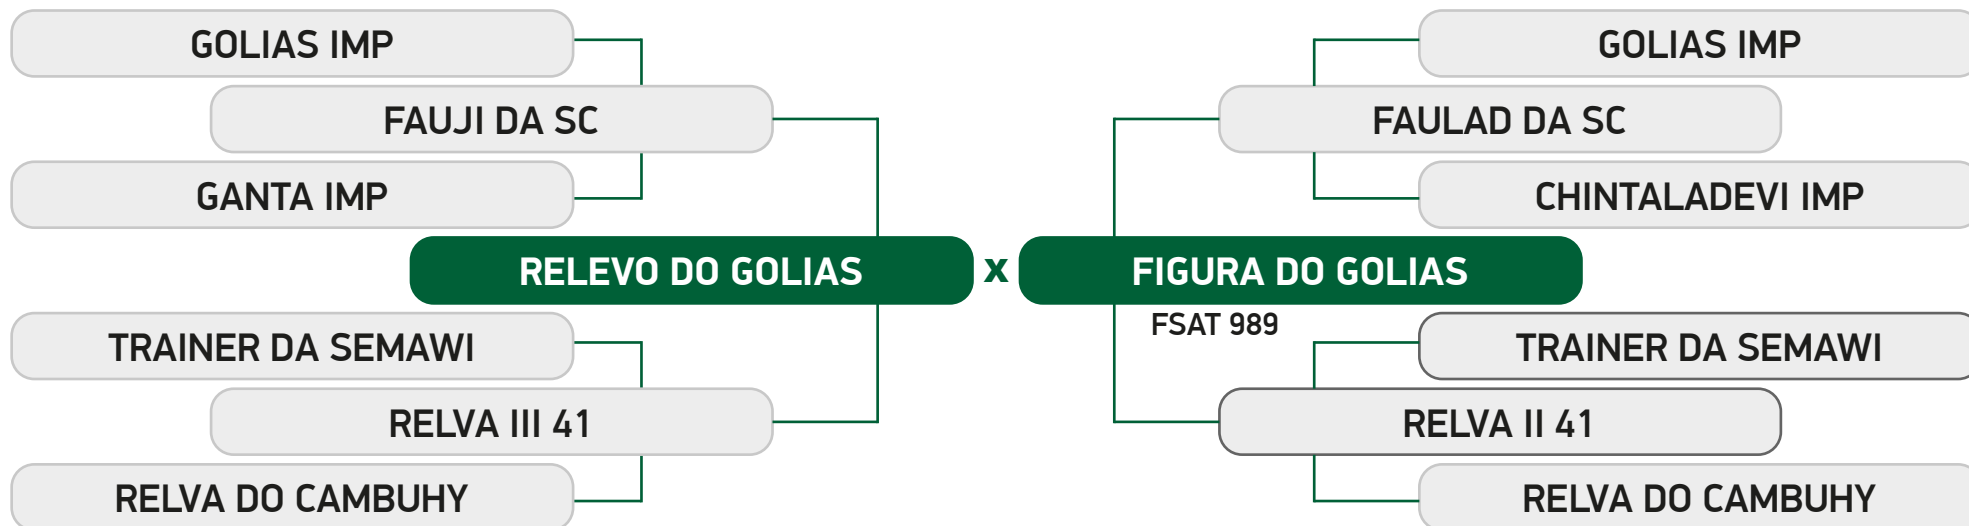 GOLIAS IMP
FAUJI DA SC
GANTA IMP
RELEVO DO GOLIAS
TRAINER DA SEMAWI
RELVA III 41
RELVA DO CAMBUHY
x
GOLIAS IMP
FAULAD DA SC
CHINTALADEVI IMP
FIGURA DO GOLIAS
FSAT 989
TRAINER DA SEMAWI
RELVA II 41
RELVA DO CAMBUHY